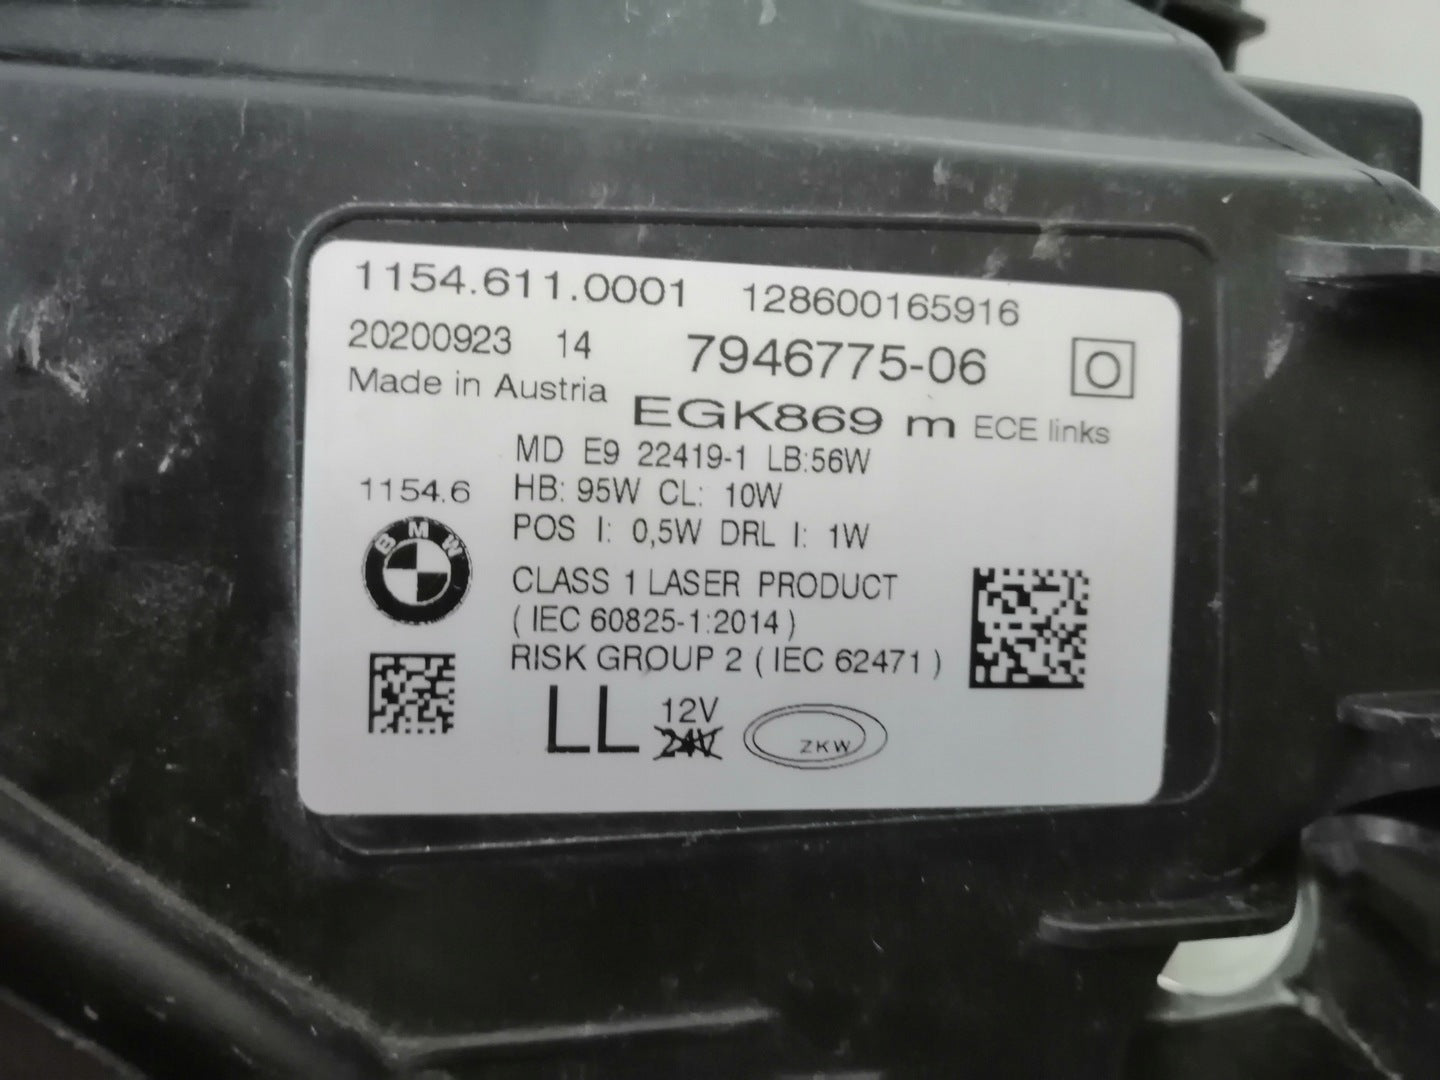 1154.611.0001 128600165916
20200923 14 7946775-06 O
Made in Austria EGK869 m ECE links
MD E9 22419-1 LB:56W
1154.6 HB: 95W CL: 10W
POS I: 0,5W DRL I: 1W
BMW
CLASS 1 LASER PRODUCT
( IEC 60825-1:2014 )
RISK GROUP 2 ( IEC 62471 )
LL 12V
24V ZKW